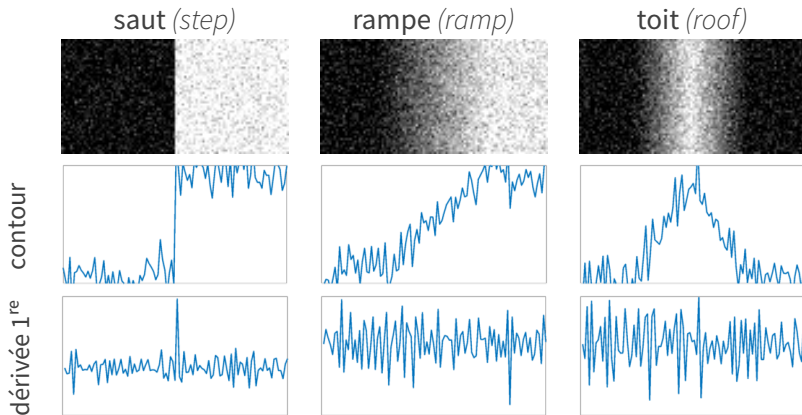 saut (step)
rampe (ramp)
toit (roof)
contour
dérivée 1re